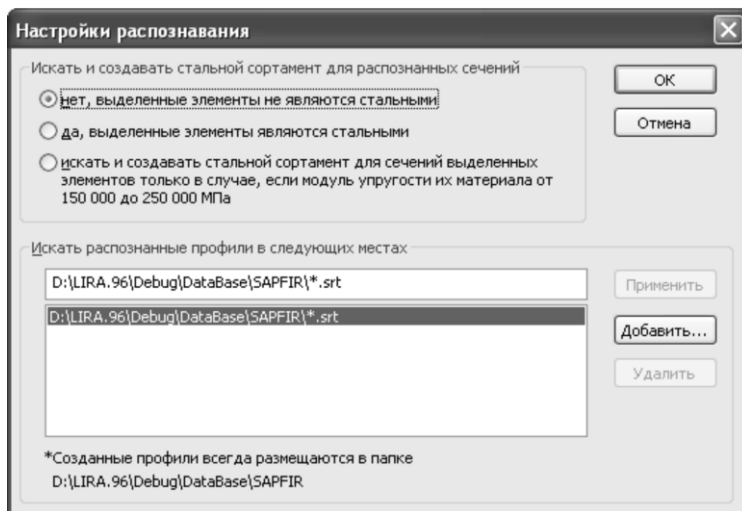 Настройки распознавания
Искать и создавать стальной сортамент для распознанных сечений
нет, выделенные элементы не являются стальными
да, выделенные элементы являются стальными
искать и создавать стальной сортамент для сечений выделенных
элементов только в случае, если модуль упругости их материала от
150 000 до 250 000 МПа
ОК
Отмена
Искать распознанные профили в следующих местах
D:\LIRA.96\Debug\DataBase\SAPFIR\*.srt
Применить
D:\LIRA.96\Debug\DataBase\SAPFIR\*.srt
Добавить...
Удалить
*Созданные профили всегда размещаются в папке
D:\LIRA.96\Debug\DataBase\SAPFIR